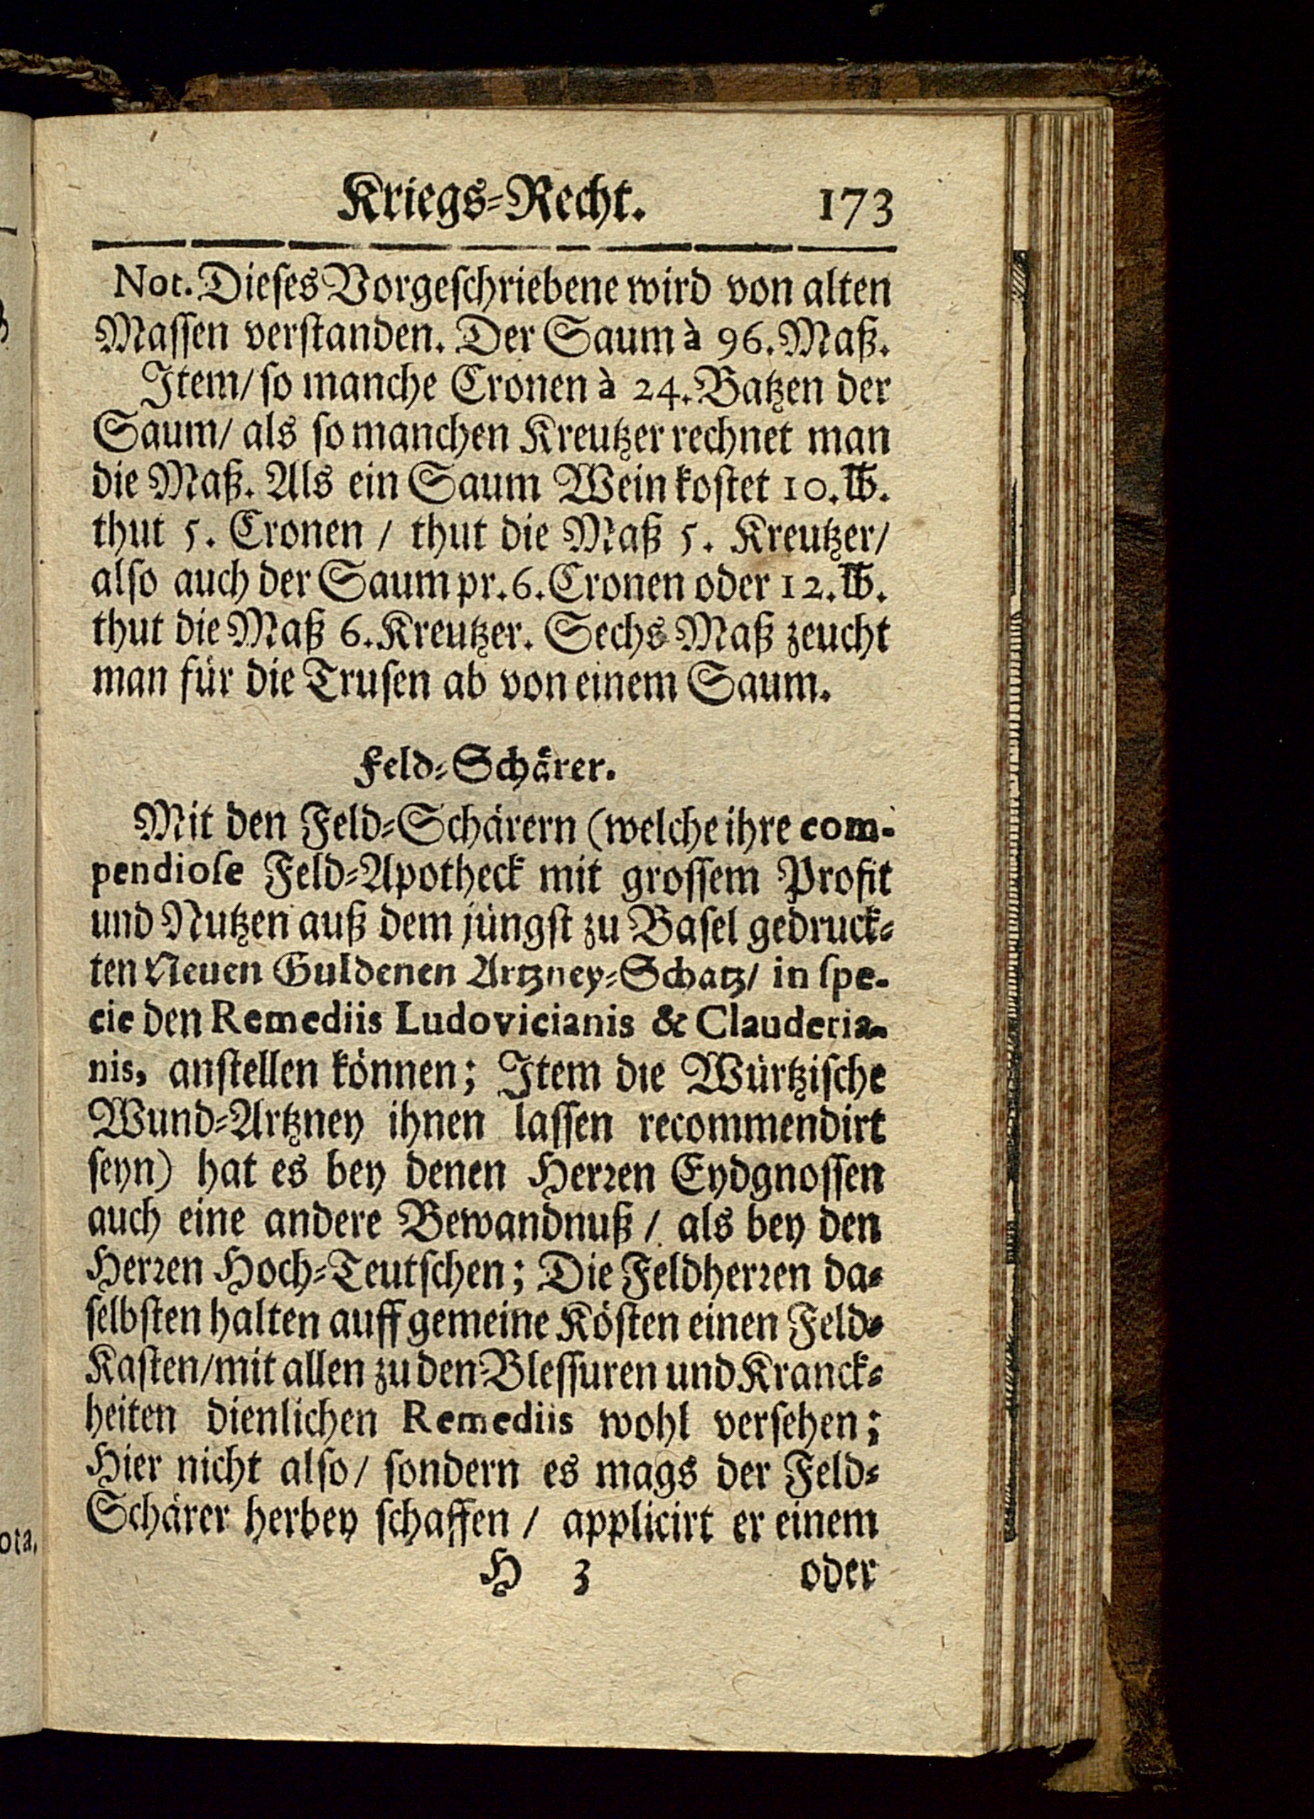 Kriegs-Recht. 173
Not. Dieses Vorgeschriebene wird von alten
Massen verstanden. Der Saum à 96. Maß.
Item/ so manche Cronen à 24. Batzen der
Saum/ als so manchen Kreutzer rechnet man
die Maß. Als ein Saum Wein kostet 10. ℔.
thut 5. Cronen / thut die Maß 5. Kreutzer/
also auch der Saum pr. 6. Cronen oder 12. ℔.
thut die Maß 6. Kreutzer. Sechs Maß zeucht
man für die Trusen ab von einem Saum.
Feld-Schärer.
Mit den Feld-Schärern (welche ihre com-
pendiose Feld-Apotheck mit grossem Profit
und Nutzen auß dem jüngst zu Basel gedruck-
ten Neuen Guldenen Artzney-Schatz/ in spe-
cie den Remediis Ludovicianis & Clauderia-
nis, anstellen können; Item die Würtzische
Wund-Artzney ihnen lassen recommendirt
seyn) hat es bey denen Herren Eydgnossen
auch eine andere Bewandnuß / als bey den
Herren Hoch-Teutschen; Die Feldherren da-
selbsten halten auff gemeine Kösten einen Feld-
Kasten/ mit allen zu den Blessuren und Kranck-
heiten dienlichen Remediis wohl versehen;
Hier nicht also/ sondern es mags der Feld-
Schärer herbey schaffen / applicirt er einem
H 3 oder